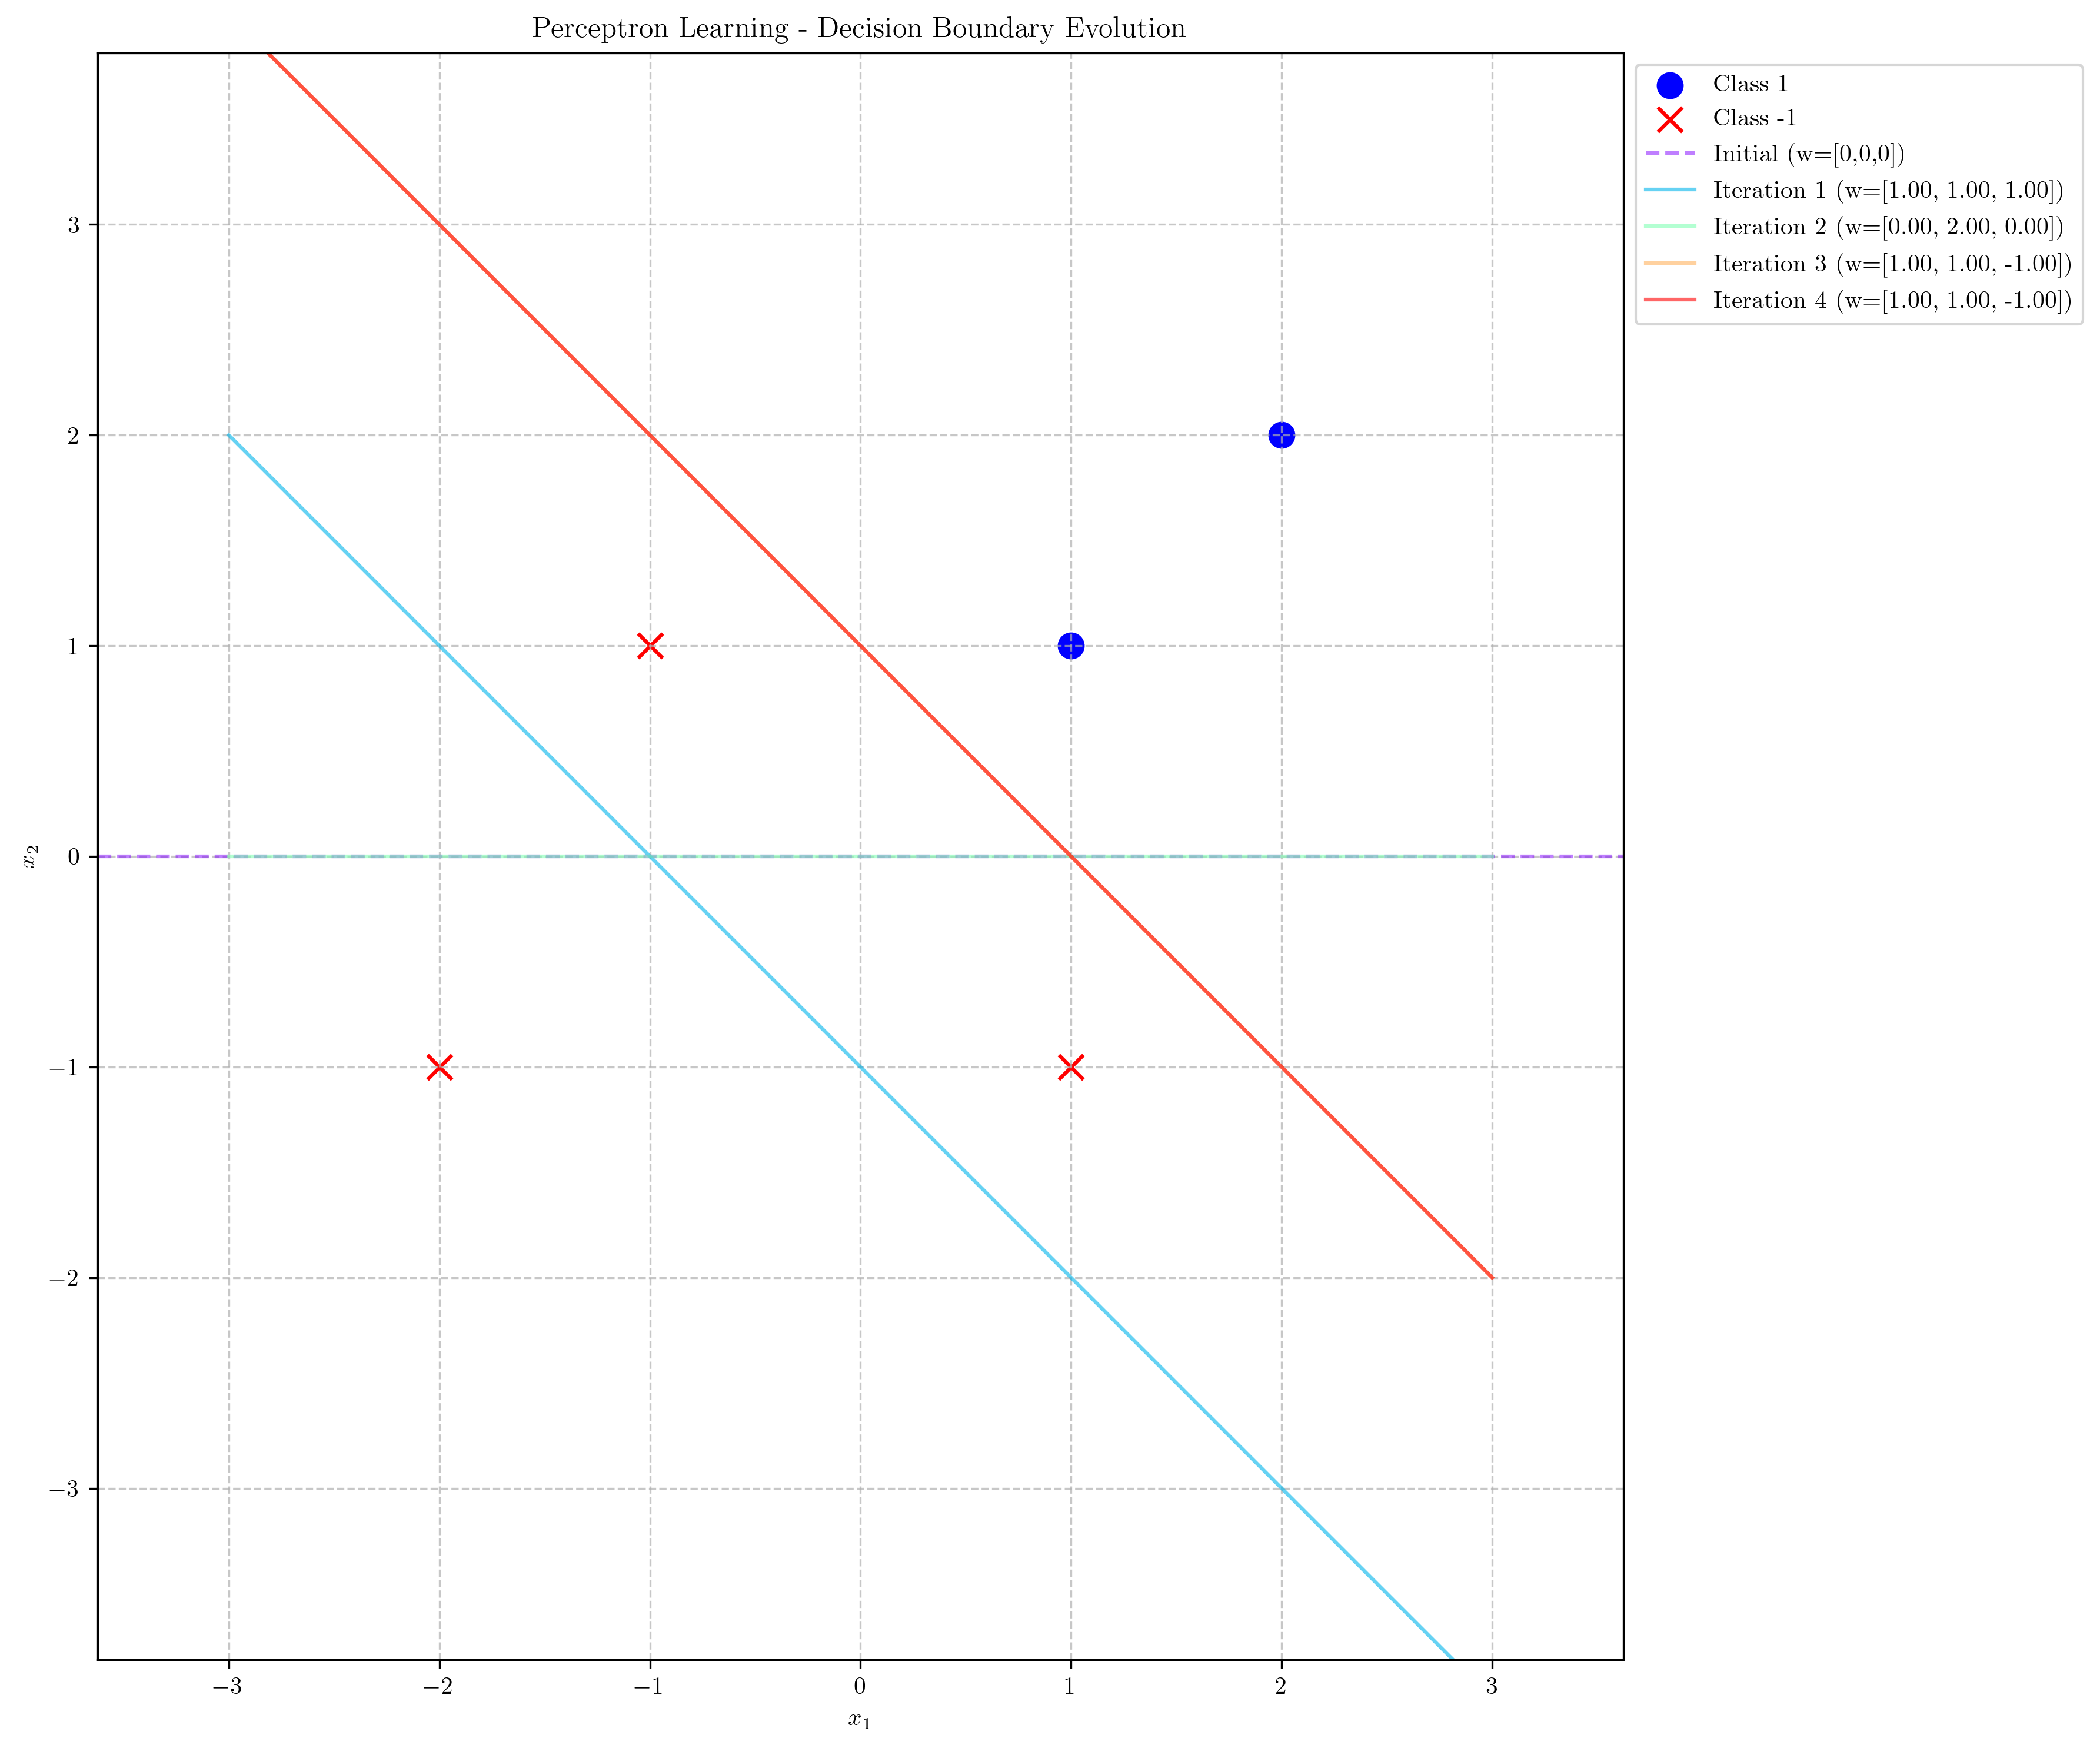 Perceptron Learning - Decision Boundary Evolution
Class 1
Class -1
Initial (w=[0,0,0])
Iteration 1 (w=[1.00, 1.00, 1.00])
Iteration 2 (w=[0.00, 2.00, 0.00])
Iteration 3 (w=[1.00, 1.00, -1.00])
Iteration 4 (w=[1.00, 1.00, -1.00])
3
2
1
0
−1
−2
−3
x₂
−3 −2 −1 0 1 2 3
x₁